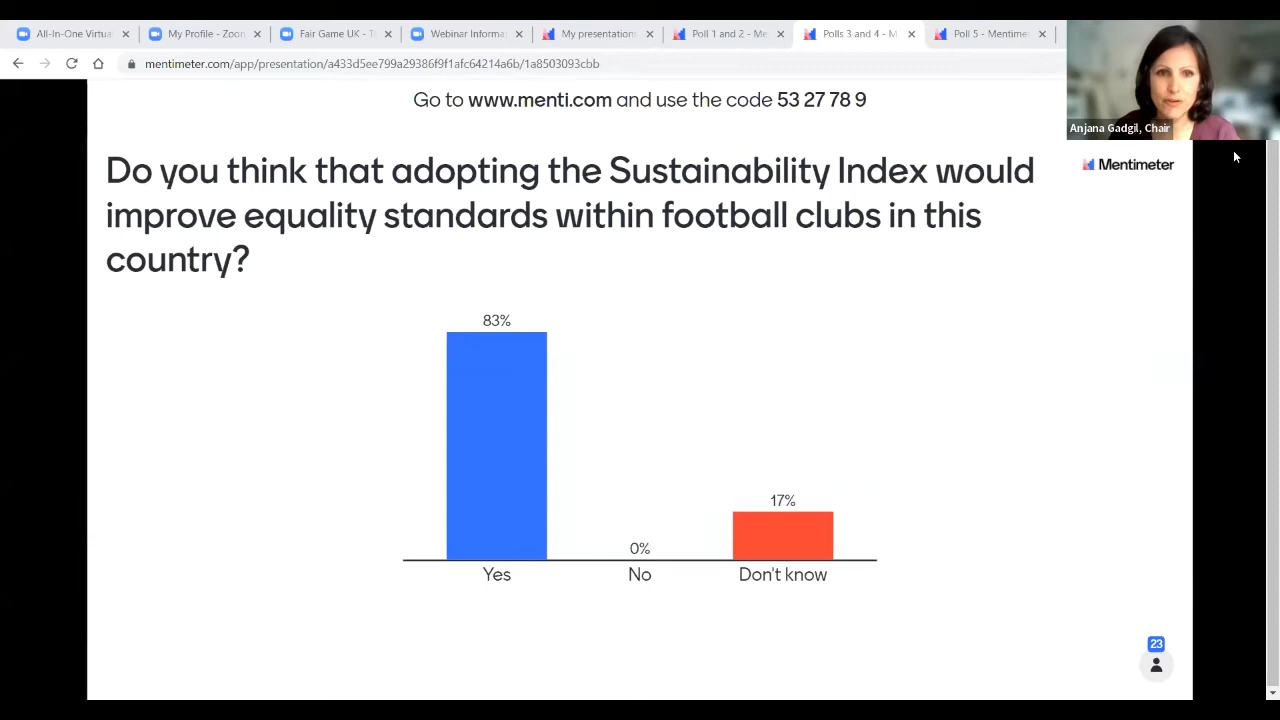 All-In-One Virtua
My Profile - Zoon
Fair Game UK - T
Webinar Informa
My presentation
Poll 1 and 2 - Me
Polls 3 and 4 - M
Poll 5 - Mentime
mentimeter.com/app/presentation/a433d5ee799a29386f9f1afc64214a6b/1a8503093cbb
Go to www.menti.com and use the code 53 27 78 9
Anjana Gadgil, Chair
Mentimeter
Do you think that adopting the Sustainability Index would
improve equality standards within football clubs in this
country?
83%
0%
17%
Yes
No
Don't know
23